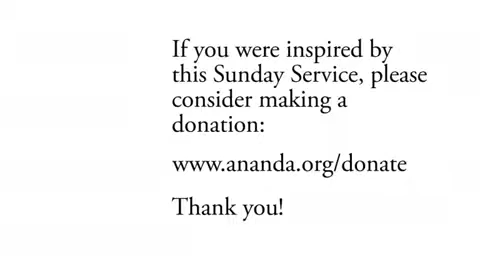 If you were inspired by
this Sunday Service, please
consider making a
donation:
www.ananda.org/donate
Thank you!